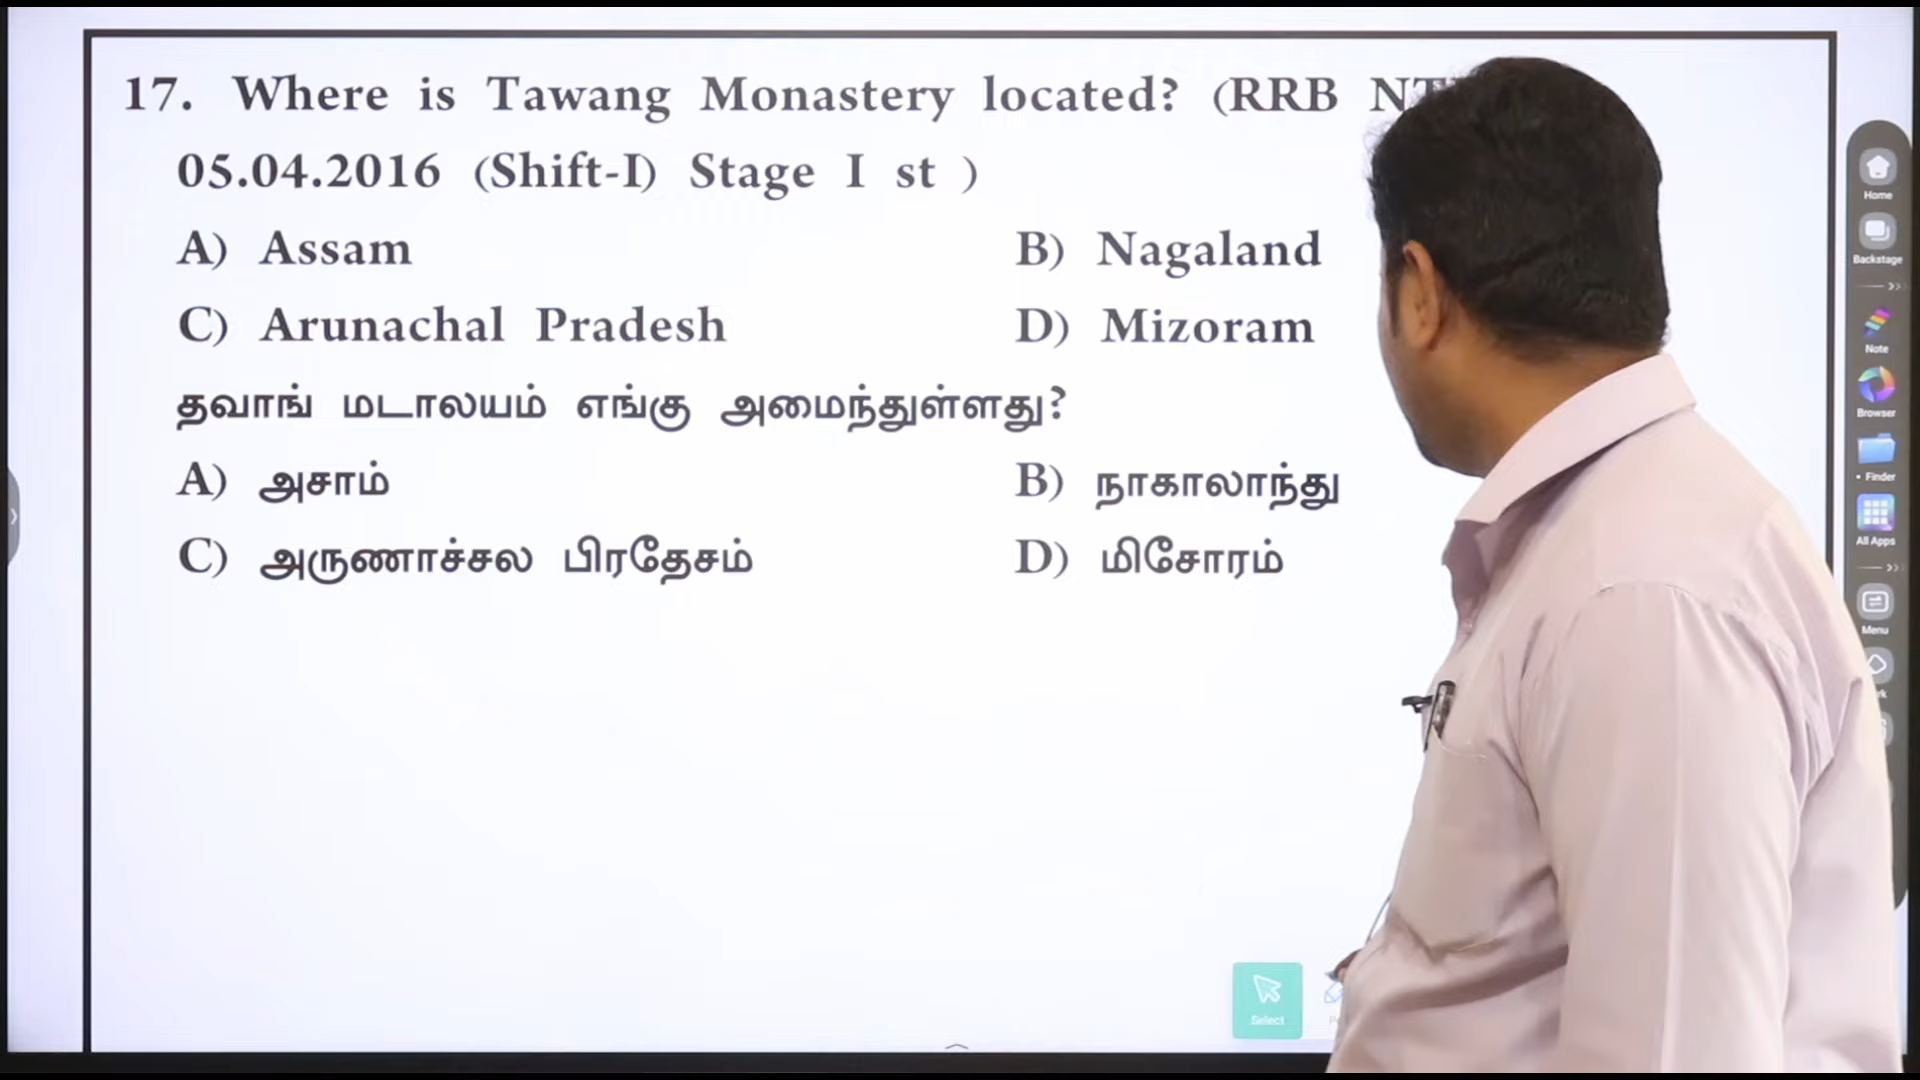 17. Where is Tawang Monastery located? (RRB
05.04.2016 (Shift-I) Stage I st )
A) Assam
B) Nagaland
C) Arunachal Pradesh
D) Mizoram
தவாங் மடாலயம் எங்கு அமைந்துள்ளது?
A) அசாம்
B) நாகாலாந்து
C) அருணாச்சல பிரதேசம்
D) மிசோரம்
Home
Backstage
Note
Browser
Finder
All Apps
Menu
Select